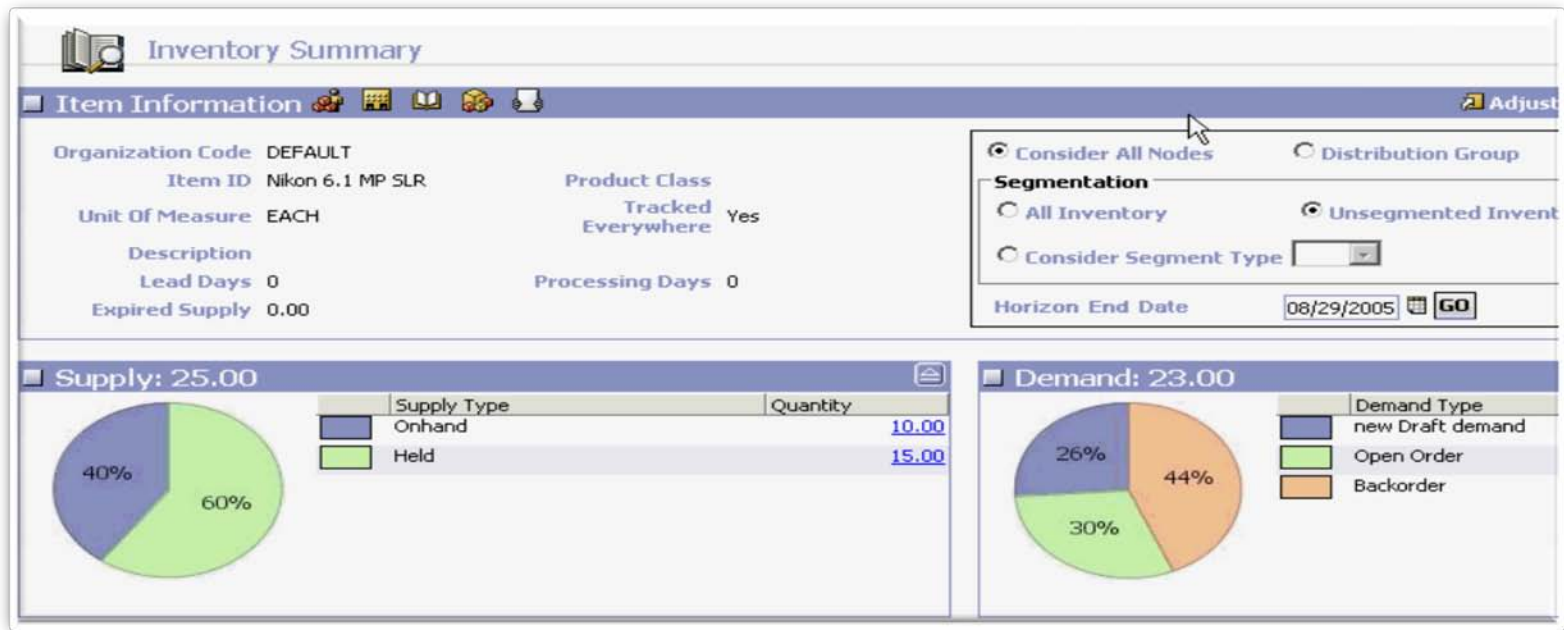 Inventory Summary
Item Information
Adjust
Organization Code DEFAULT
Item ID Nikon 6.1 MP SLR Product Class
Unit Of Measure EACH Tracked Everywhere Yes
Description
Lead Days 0 Processing Days 0
Expired Supply 0.00
Consider All Nodes Distribution Group
Segmentation
All Inventory Unsegmented Invent
Consider Segment Type
Horizon End Date 08/29/2005 GO
Supply: 25.00
Supply Type Quantity
Onhand 10.00
Held 15.00
40%
60%
Demand: 23.00
Demand Type
new Draft demand
Open Order
Backorder
26%
44%
30%